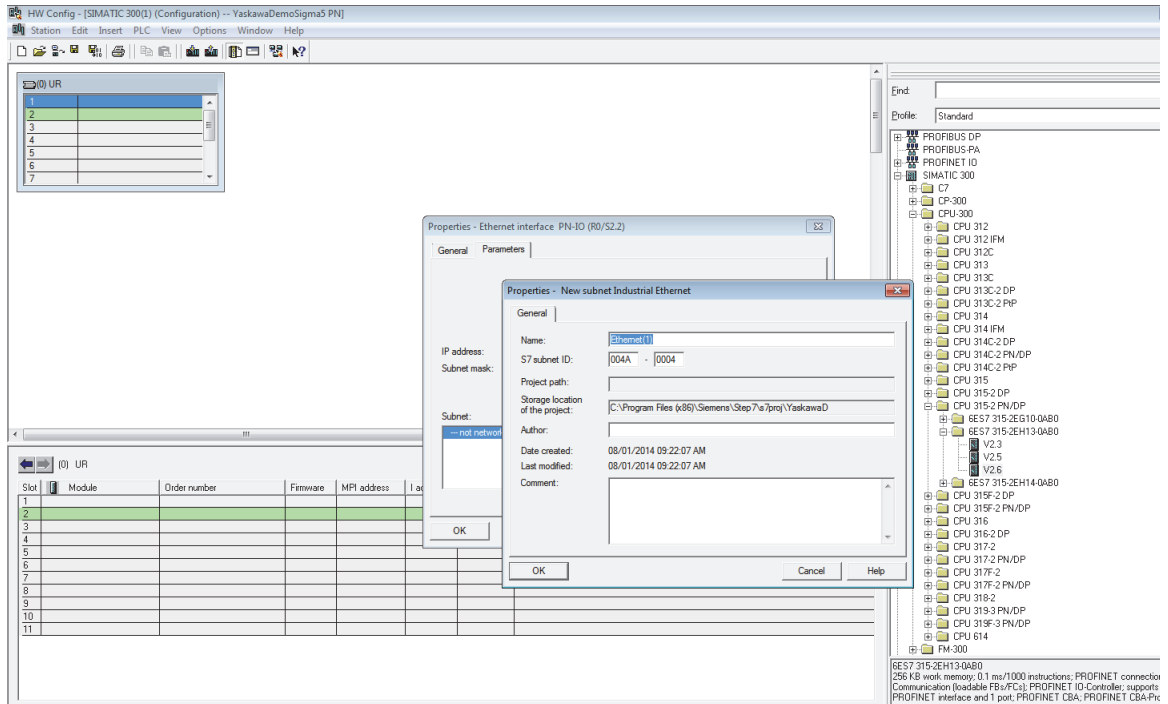 HW Config - [SIMATIC 300(1) (Configuration) -- YaskawaDemoSigma5 PN]
Station Edit Insert PLC View Options Window Help
(0) UR
1
2
3
4
5
6
7
Find:
Profile: Standard
PROFIBUS DP
PROFIBUS-PA
PROFINET IO
SIMATIC 300
C7
CP-300
CPU-300
CPU 312
CPU 312 IFM
CPU 312C
CPU 313
CPU 313C
CPU 313C-2 DP
CPU 313C-2 PtP
CPU 314
CPU 314 IFM
CPU 314C-2 DP
CPU 314C-2 PN/DP
CPU 314C-2 PtP
CPU 315
CPU 315-2 DP
CPU 315-2 PN/DP
6ES7 315-2EG10-0AB0
6ES7 315-2EH13-0AB0
V2.3
V2.5
V2.6
6ES7 315-2EH14-0AB0
CPU 315F-2 DP
CPU 315F-2 PN/DP
CPU 316
CPU 316-2 DP
CPU 317-2
CPU 317-2 PN/DP
CPU 317F-2
CPU 317F-2 PN/DP
CPU 318-2
CPU 319-3 PN/DP
CPU 319F-3 PN/DP
CPU 614
FM-300
6ES7 315-2EH13-0AB0
256 KB work memory; 0.1 ms/1000 instructions; PROFINET connection
Communication (loadable FBs/FCs); PROFINET IO-Controller; supports
PROFINET interface and 1 port; PROFINET CBA; PROFINET CBA-Pro
Properties - Ethernet interface PN-IO (R0/S2.2)
General Parameters
IP address:
Subnet mask:
Subnet:
--- not network
OK
Properties - New subnet Industrial Ethernet
General
Name: Ethernet(1)
S7 subnet ID: 004A - 0004
Project path:
Storage location
of the project: C:\Program Files (x86)\Siemens\Step7\s7proj\YaskawaD
Author:
Date created: 08/01/2014 09:22:07 AM
Last modified: 08/01/2014 09:22:07 AM
Comment:
OK Cancel Help
(0) UR
Slot Module Order number Firmware MPI address I ad
1
2
3
4
5
6
7
8
9
10
11